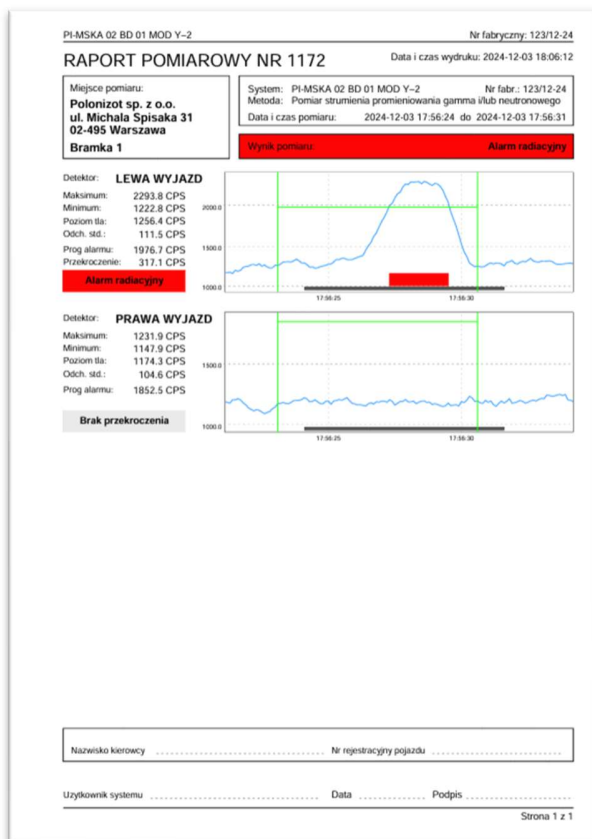 PI-MSKA 02 BD 01 MOD Y–2 Nr fabryczny: 123/12-24
RAPORT POMIAROWY NR 1172 Data i czas wydruku: 2024-12-03 18:06:12
Miejsce pomiaru:
Polonizot sp. z o.o.
ul. Michala Spisaka 31
02-495 Warszawa
Bramka 1
System: PI-MSKA 02 BD 01 MOD Y–2 Nr fabr.: 123/12-24
Metoda: Pomiar strumienia promieniowania gamma i/lub neutronowego
Data i czas pomiaru: 2024-12-03 17:56:24 do 2024-12-03 17:56:31
Wynik pomiaru: Alarm radiacyjny
Detektor: LEWA WYJAZD
Maksimum: 2293.8 CPS
Minimum: 1222.8 CPS
Poziom tla: 1256.4 CPS
Odch. std.: 111.5 CPS
Prog alarmu: 1976.7 CPS
Przekroczenie: 317.1 CPS
Alarm radiacyjny
2000.0
1500.0
1000.0
17:56:25 17:56:30
Detektor: PRAWA WYJAZD
Maksimum: 1231.9 CPS
Minimum: 1147.9 CPS
Poziom tla: 1174.3 CPS
Odch. std.: 104.6 CPS
Prog alarmu: 1852.5 CPS
Brak przekroczenia
1500.0
1000.0
17:56:25 17:56:30
Nazwisko kierowcy Nr rejestracyjny pojazdu
Uzytkownik systemu Data Podpis
Strona 1 z 1